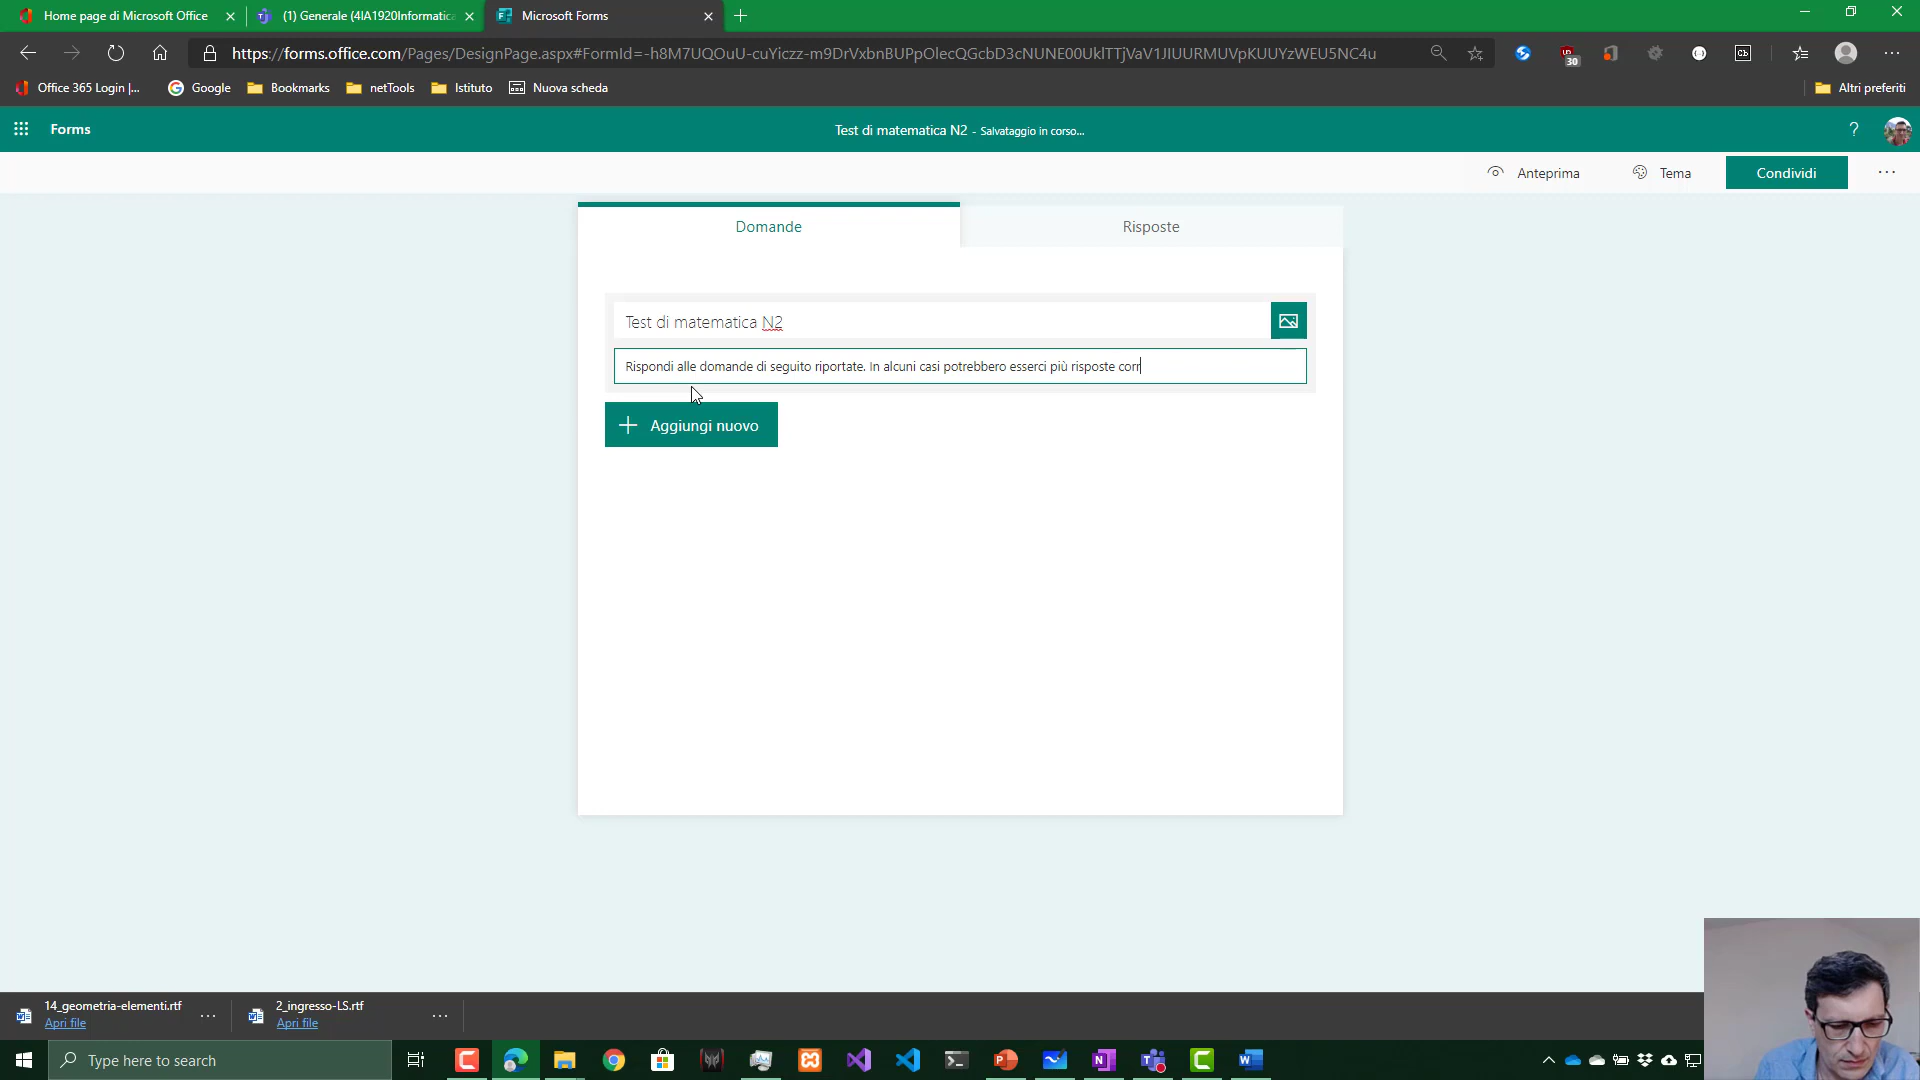 Home page di Microsoft Office
(1) Generale (4IA1920Informatica
Microsoft Forms
https://forms.office.com/Pages/DesignPage.aspx#FormId=-h8M7UQOuU-cuYiczz-m9DrVxbnBUPpOlecQGcbD3cNUNE00UklTTjVaV1JIUURMUVpKUUYzWEU5NC4u
30
Office 365 Login |...
Google
Bookmarks
netTools
Istituto
Nuova scheda
Altri preferiti
Forms
Test di matematica N2 - Salvataggio in corso...
?
Anteprima
Tema
Condividi
Domande
Risposte
Test di matematica N2
Rispondi alle domande di seguito riportate. In alcuni casi potrebbero esserci più risposte corr
Aggiungi nuovo
14_geometria-elementi.rtf
Apri file
2_ingresso-LS.rtf
Apri file
Type here to search